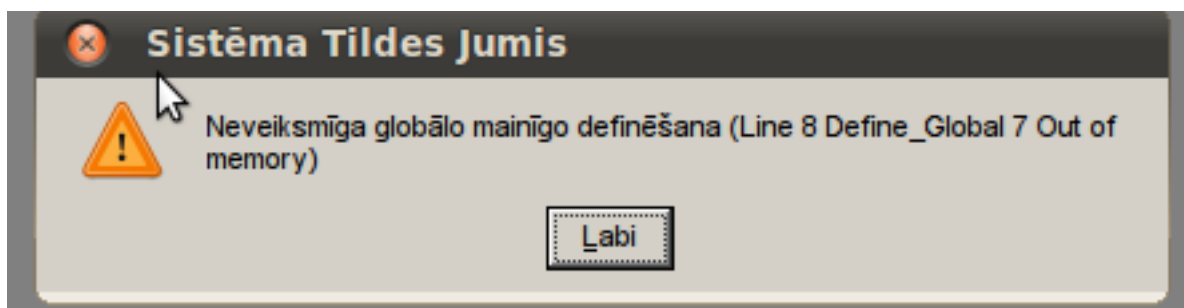 Sistēma Tildes Jumis
Neveiksmīga globālo mainīgo definēšana (Line 8 Define_Global 7 Out of
memory)
Labi